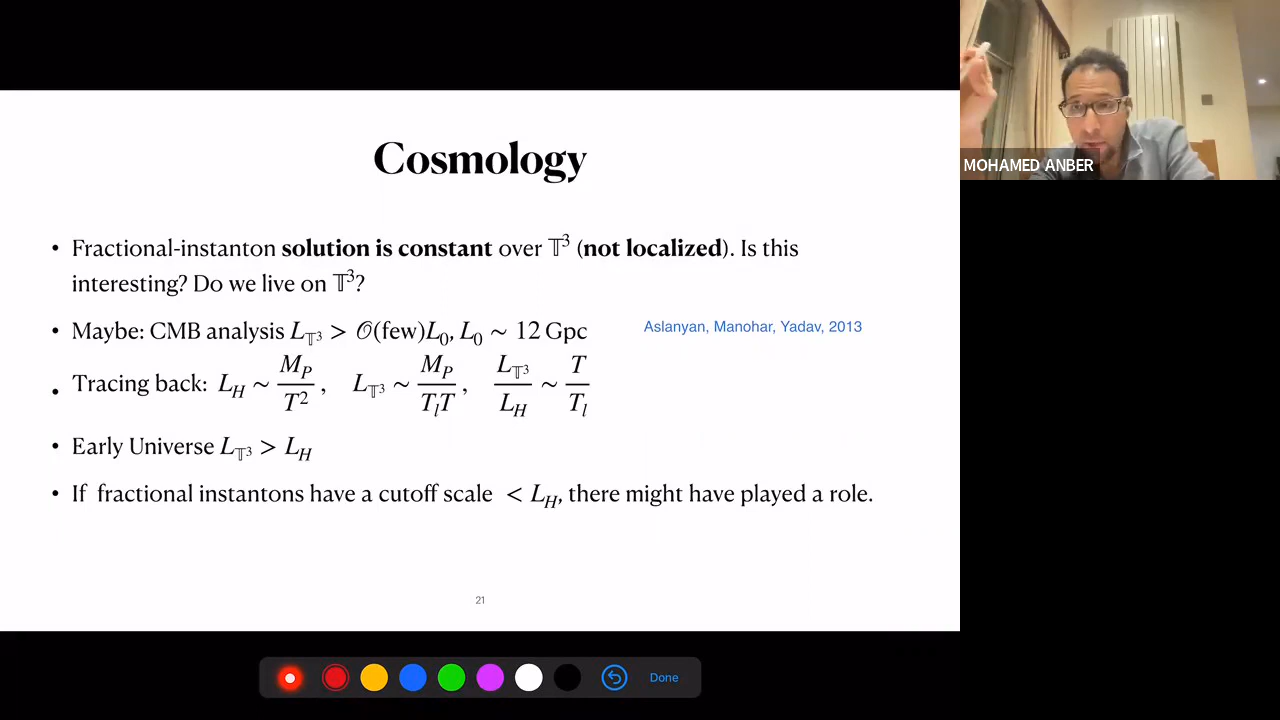 Cosmology
• Fractional-instanton solution is constant over 𝕋³ (not localized). Is this
interesting? Do we live on 𝕋³?
• Maybe: CMB analysis L_𝕋³ > 𝒪(few)L₀, L₀ ∼ 12 Gpc
Aslanyan, Manohar, Yadav, 2013
• Tracing back: L_H ∼ M_P/T², L_𝕋³ ∼ M_P/(T_l T), L_𝕋³/L_H ∼ T/T_l
• Early Universe L_𝕋³ > L_H
• If fractional instantons have a cutoff scale < L_H, there might have played a role.
21
Done
MOHAMED ANBER